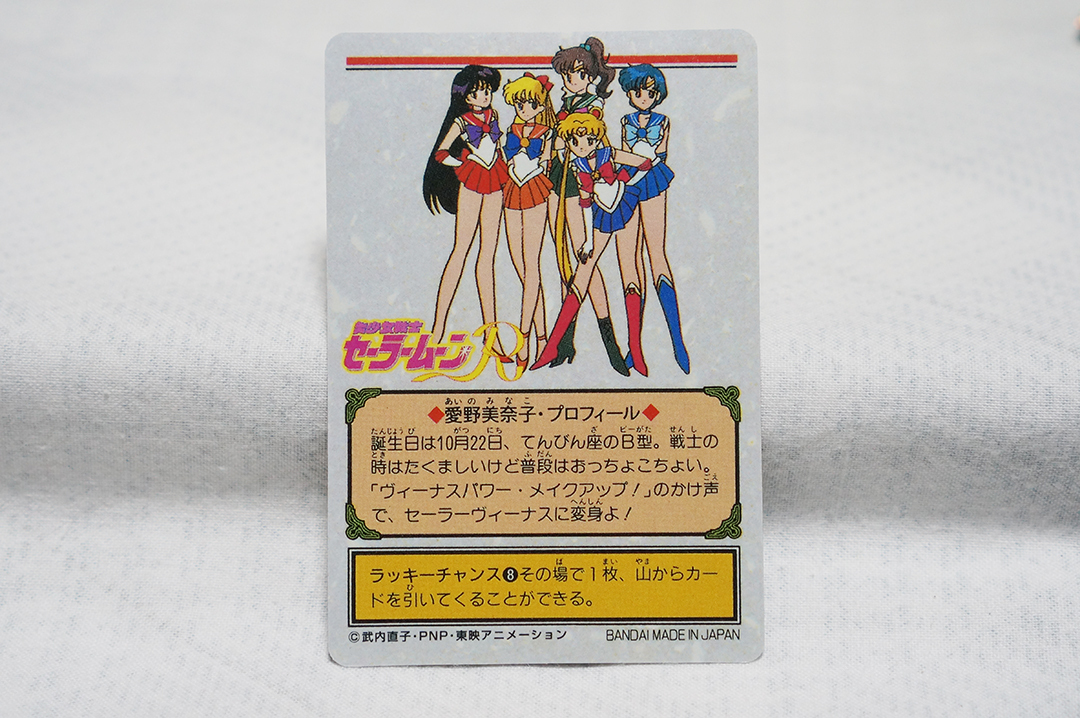 美少女戦士
セーラームーンR
◆愛野美奈子・プロフィール◆
誕生日は10月22日、てんびん座のB型。戦士の
時はたくましいけど普段はおっちょこちょい。
「ヴィーナスパワー・メイクアップ！」のかけ声
で、セーラーヴィーナスに変身よ！
ラッキーチャンス❽その場で1枚、山からカー
ドを引いてくることができる。
©武内直子・PNP・東映アニメーション
BANDAI MADE IN JAPAN